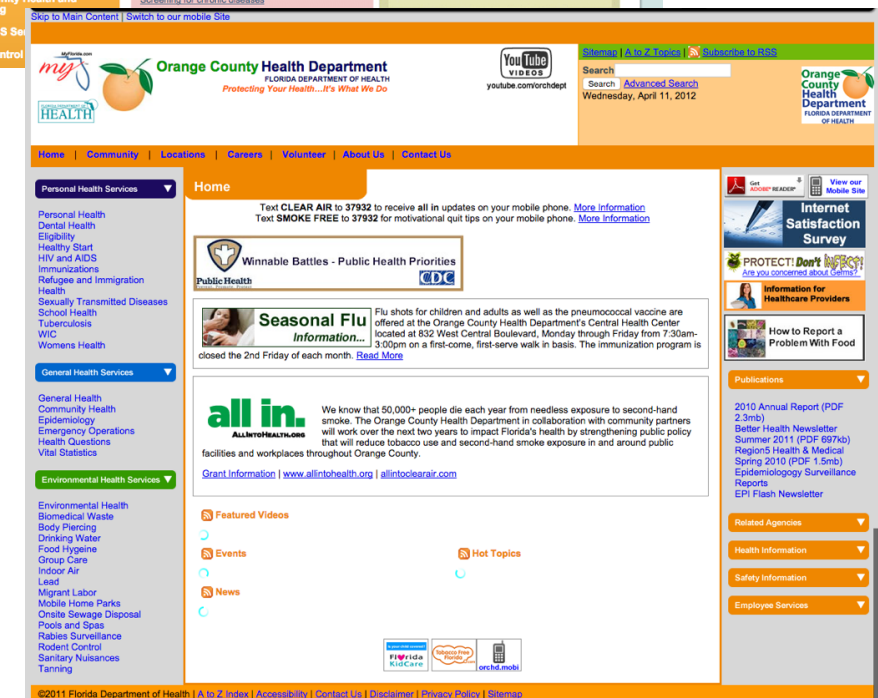 Screening for chronic diseases
Skip to Main Content | Switch to our mobile Site
MyFlorida.com
my
Orange County Health Department
FLORIDA DEPARTMENT OF HEALTH
Protecting Your Health...It's What We Do
HEALTH
You Tube
VIDEOS
youtube.com/orchdept
Sitemap | A to Z Topics | Subscribe to RSS
Search
Search Advanced Search
Wednesday, April 11, 2012
Orange
County
Health
Department
FLORIDA DEPARTMENT
OF HEALTH
Home | Community | Locations | Careers | Volunteer | About Us | Contact Us
Personal Health Services
Personal Health
Dental Health
Eligibility
Healthy Start
HIV and AIDS
Immunizations
Refugee and Immigration
Health
Sexually Transmitted Diseases
School Health
Tuberculosis
WIC
Womens Health
General Health Services
General Health
Community Health
Epidemiology
Emergency Operations
Health Questions
Vital Statistics
Environmental Health Services
Environmental Health
Biomedical Waste
Body Piercing
Drinking Water
Food Hygeine
Group Care
Indoor Air
Lead
Migrant Labor
Mobile Home Parks
Onsite Sewage Disposal
Pools and Spas
Rabies Surveillance
Rodent Control
Sanitary Nuisances
Tanning
Home
Text CLEAR AIR to 37932 to receive all in updates on your mobile phone. More Information
Text SMOKE FREE to 37932 for motivational quit tips on your mobile phone. More Information
Winnable Battles - Public Health Priorities
Public Health
CDC
Seasonal Flu
Information...
Flu shots for children and adults as well as the pneumococcal vaccine are
offered at the Orange County Health Department's Central Health Center
located at 832 West Central Boulevard, Monday through Friday from 7:30am-
3:00pm on a first-come, first-serve walk in basis. The immunization program is
closed the 2nd Friday of each month. Read More
all in.
ALLINTOHEALTH.ORG
We know that 50,000+ people die each year from needless exposure to second-hand
smoke. The Orange County Health Department in collaboration with community partners
will work over the next two years to impact Florida's health by strengthening public policy
that will reduce tobacco use and second-hand smoke exposure in and around public
facilities and workplaces throughout Orange County.
Grant Information | www.allintohealth.org | allintoclearair.com
Featured Videos
Events
Hot Topics
News
Florida
KidCare
Tobacco Free
Florida
orchd.mobi
Get
ADOBE® READER®
View our
Mobile Site
Internet
Satisfaction
Survey
PROTECT! Don't INFECT!
Are you concerned about Germs?
Information for
Healthcare Providers
How to Report a
Problem With Food
Publications
2010 Annual Report (PDF
2.3mb)
Better Health Newsletter
Summer 2011 (PDF 697kb)
Region5 Health & Medical
Spring 2010 (PDF 1.5mb)
Epidemiologogy Surveillance
Reports
EPI Flash Newsletter
Related Agencies
Health Information
Safety Information
Employee Services
©2011 Florida Department of Health | A to Z Index | Accessibility | Contact Us | Disclaimer | Privacy Policy | Sitemap